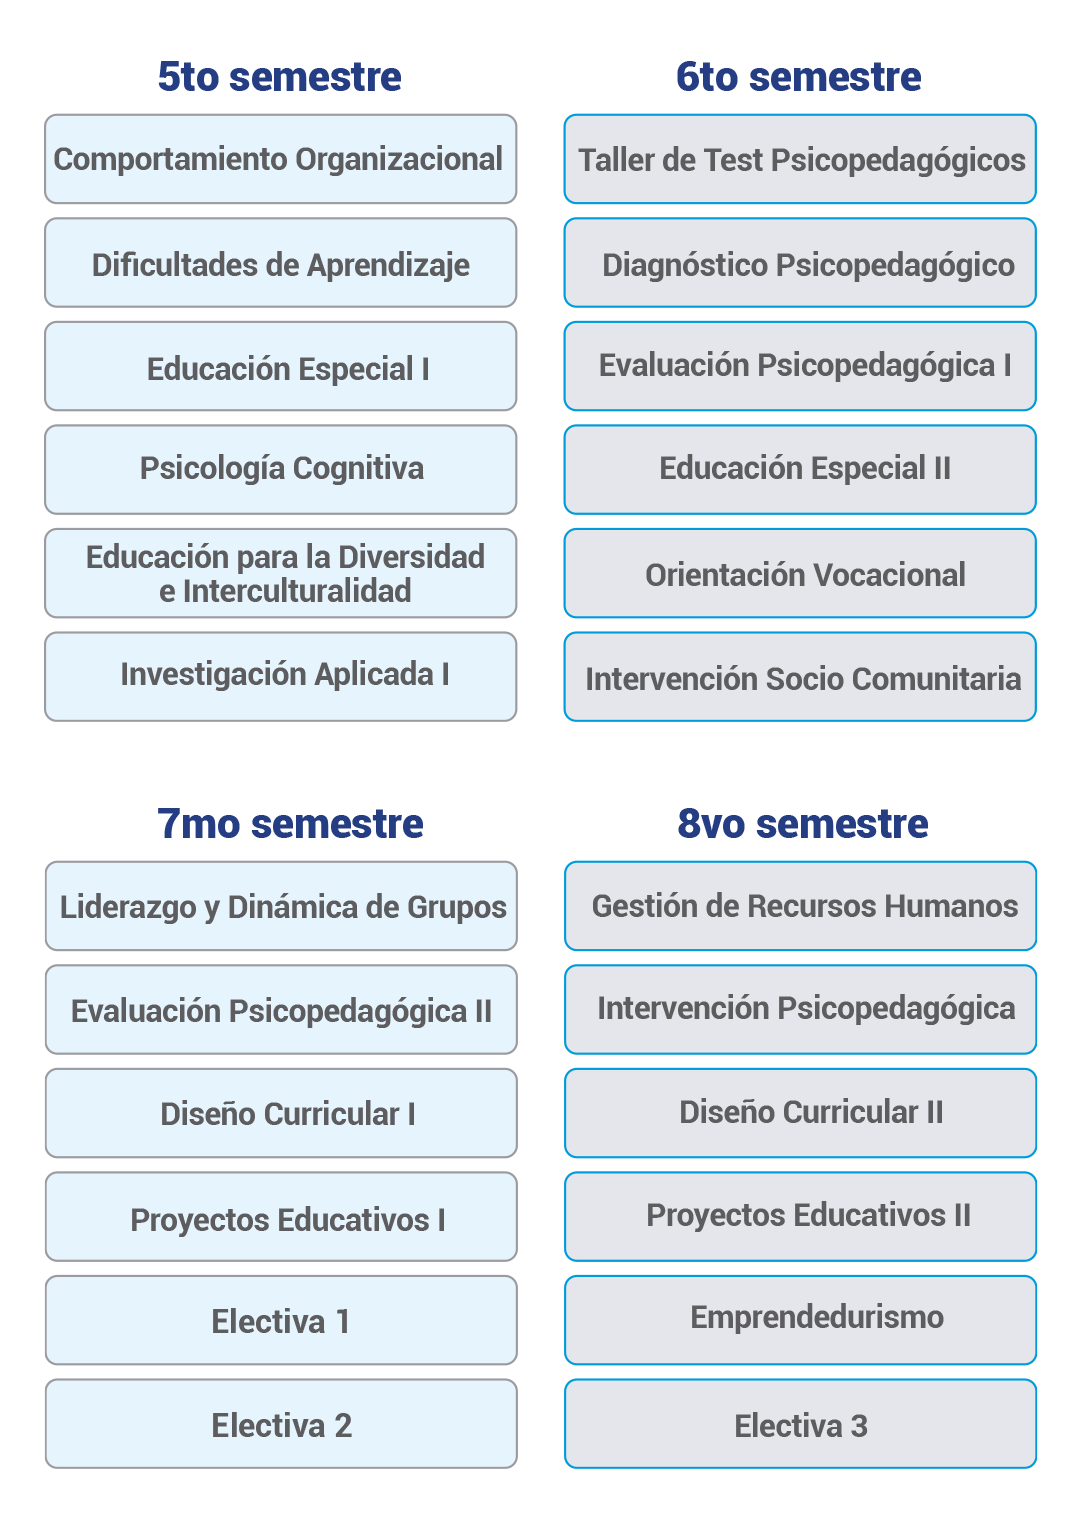 5to semestre
Comportamiento Organizacional
Dificultades de Aprendizaje
Educación Especial I
Psicología Cognitiva
Educación para la Diversidad
e Interculturalidad
Investigación Aplicada I
6to semestre
Taller de Test Psicopedagógicos
Diagnóstico Psicopedagógico
Evaluación Psicopedagógica I
Educación Especial II
Orientación Vocacional
Intervención Socio Comunitaria
7mo semestre
Liderazgo y Dinámica de Grupos
Evaluación Psicopedagógica II
Diseño Curricular I
Proyectos Educativos I
Electiva 1
Electiva 2
8vo semestre
Gestión de Recursos Humanos
Intervención Psicopedagógica
Diseño Curricular II
Proyectos Educativos II
Emprendedurismo
Electiva 3